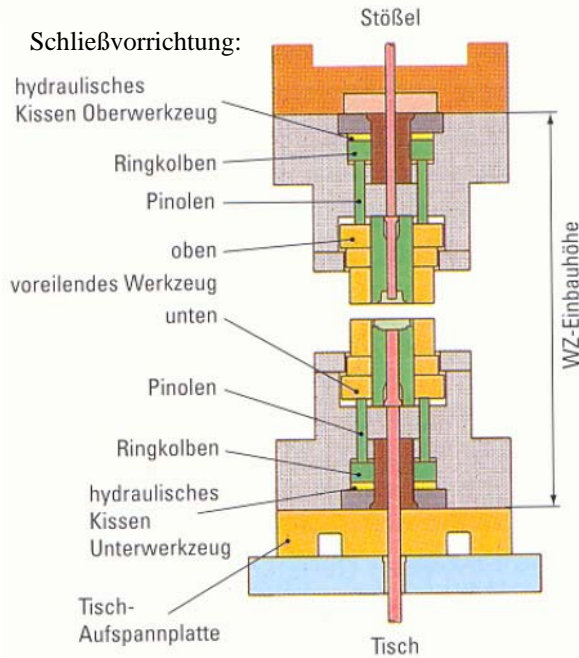 Stößel
Schließvorrichtung:
hydraulisches
Kissen Oberwerkzeug
Ringkolben
Pinolen
oben
voreilendes Werkzeug
unten
Pinolen
Ringkolben
hydraulisches
Kissen
Unterwerkzeug
Tisch-
Aufspannplatte
Tisch
WZ-Einbauhöhe